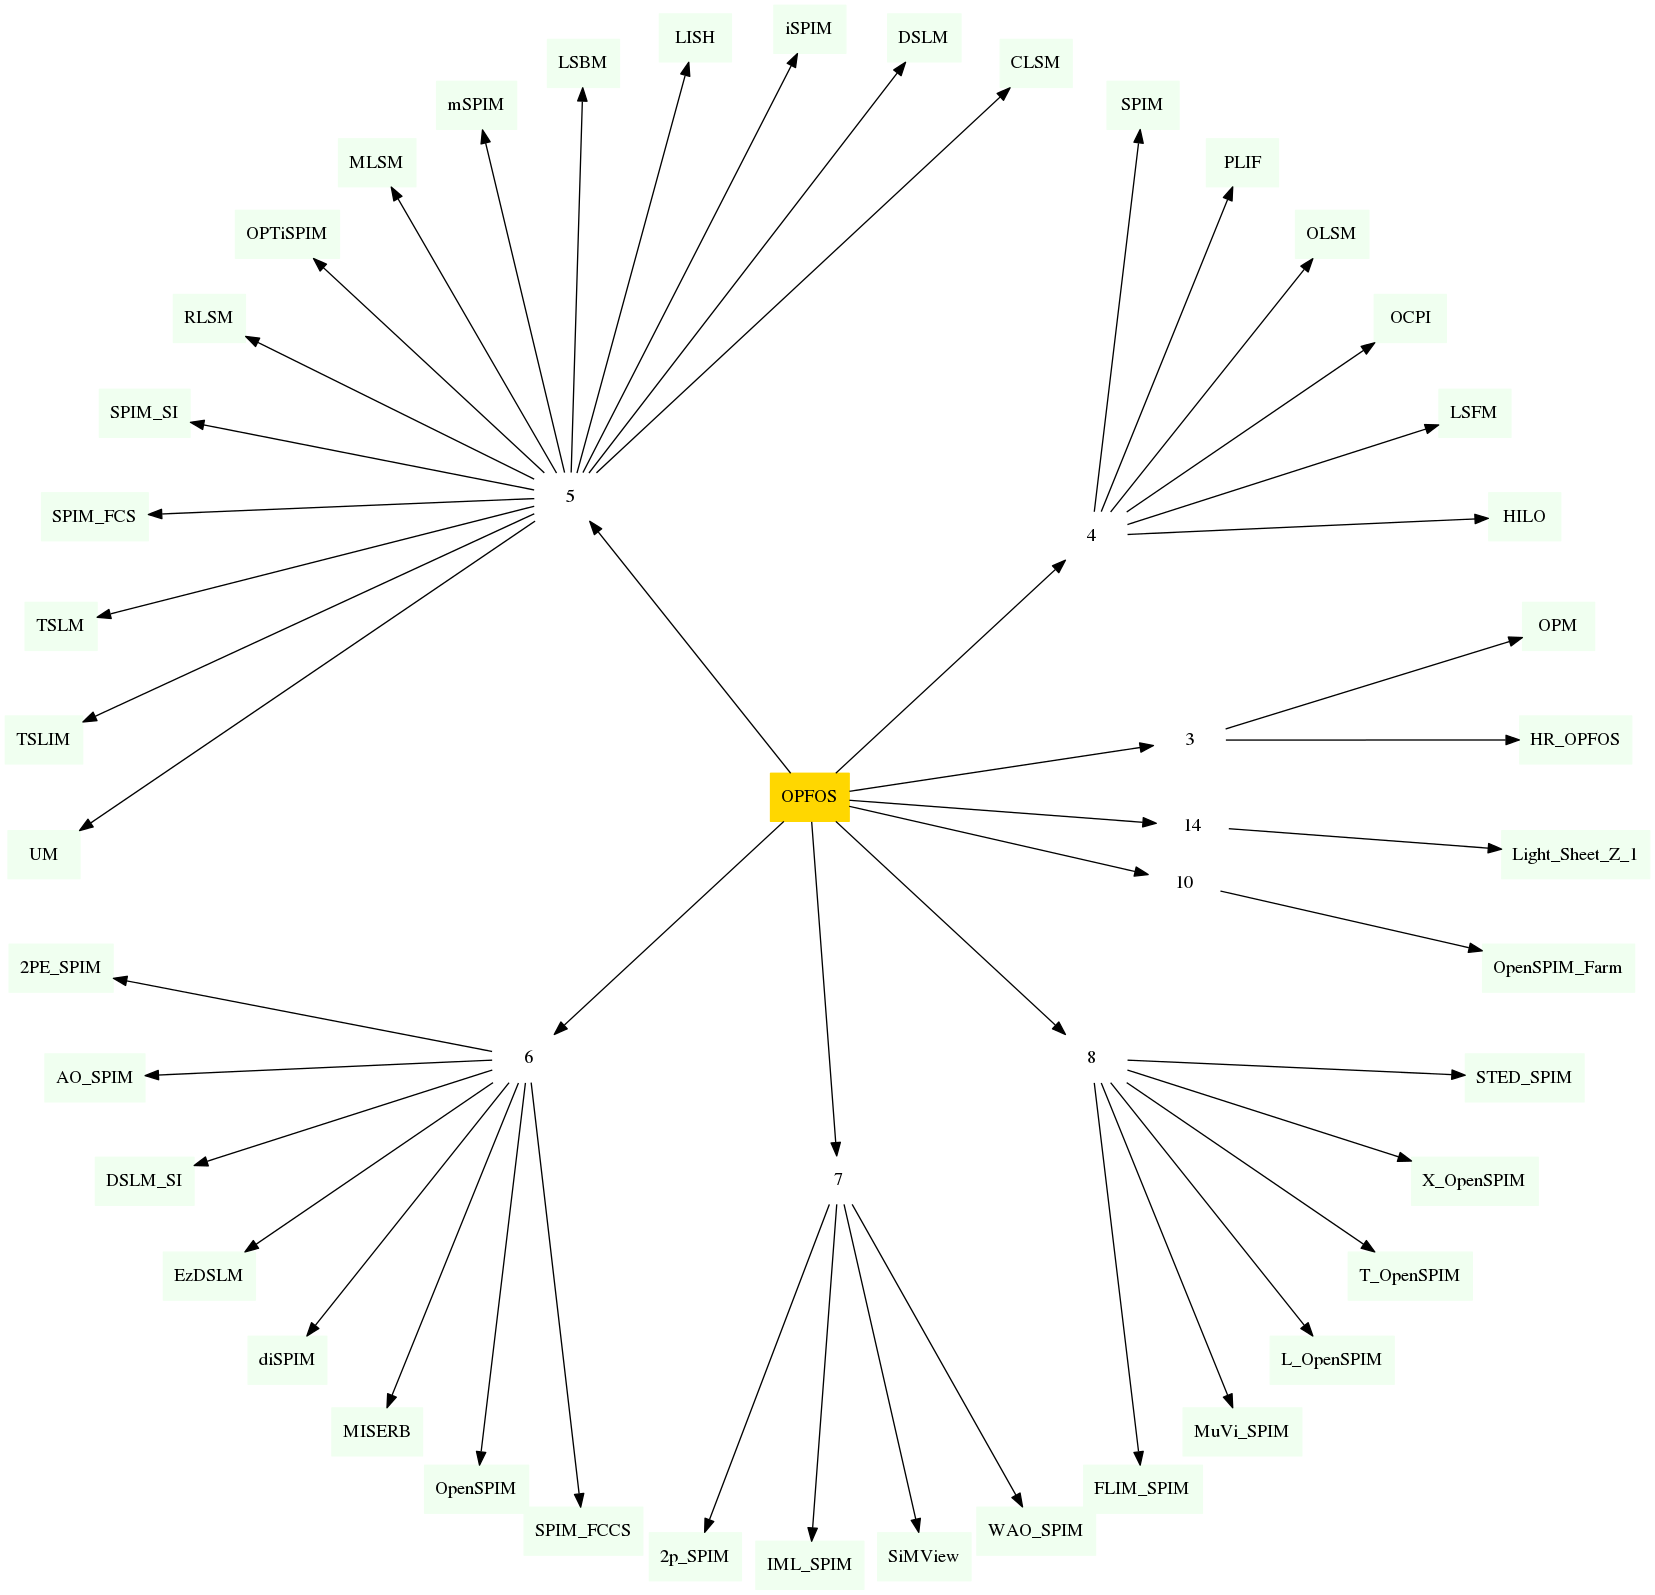 iSPIM
LISH
DSLM
LSBM
CLSM
mSPIM
SPIM
MLSM
PLIF
OPTiSPIM
OLSM
RLSM
OCPI
SPIM_SI
LSFM
5
SPIM_FCS
HILO
4
TSLM
OPM
TSLIM
3
HR_OPFOS
OPFOS
14
UM
Light_Sheet_Z_1
10
2PE_SPIM
OpenSPIM_Farm
6
8
AO_SPIM
STED_SPIM
7
DSLM_SI
X_OpenSPIM
EzDSLM
T_OpenSPIM
diSPIM
L_OpenSPIM
MISERB
MuVi_SPIM
OpenSPIM
FLIM_SPIM
SPIM_FCCS
WAO_SPIM
2p_SPIM
SiMView
IML_SPIM